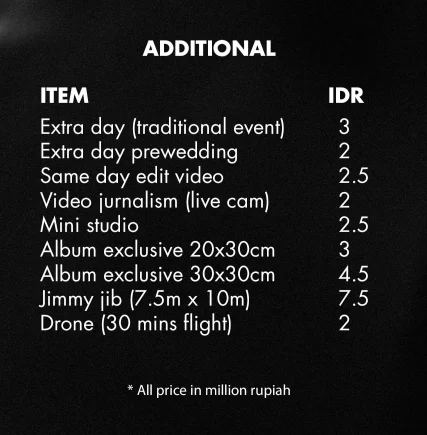 ADDITIONAL
ITEM IDR
Extra day (traditional event) 3
Extra day prewedding 2
Same day edit video 2.5
Video jurnalism (live cam) 2
Mini studio 2.5
Album exclusive 20x30cm 3
Album exclusive 30x30cm 4.5
Jimmy jib (7.5m x 10m) 7.5
Drone (30 mins flight) 2
* All price in million rupiah